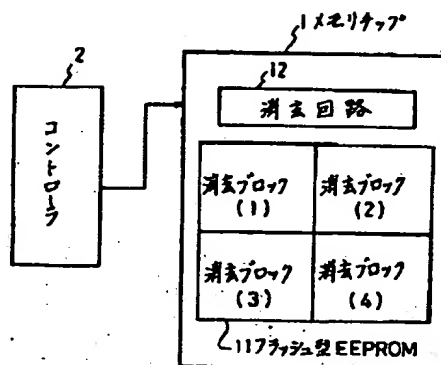 1メモリチップ
2
12
消去回路
コントローラ
消去ブロック
(1)
消去ブロック
(2)
消去ブロック
(3)
消去ブロック
(4)
11フラッシュ型EEPROM